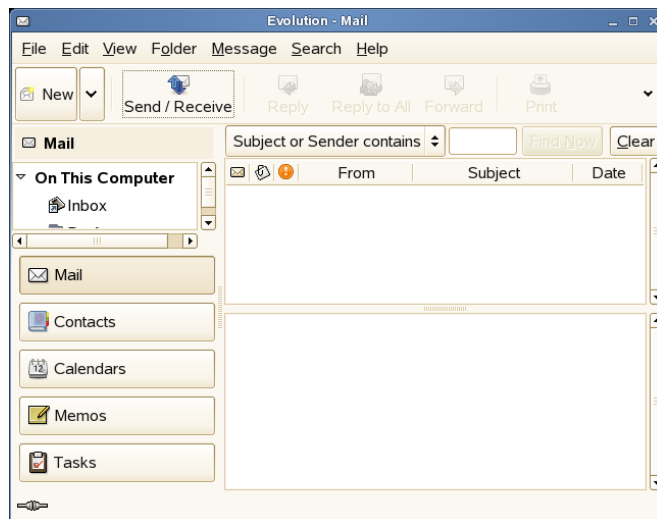 Evolution - Mail
File Edit View Folder Message Search Help
New Send / Receive Reply Reply to All Forward Print
Mail
Subject or Sender contains Find Now Clear
On This Computer
From Subject Date
Inbox
Mail
Contacts
12 Calendars
Memos
Tasks